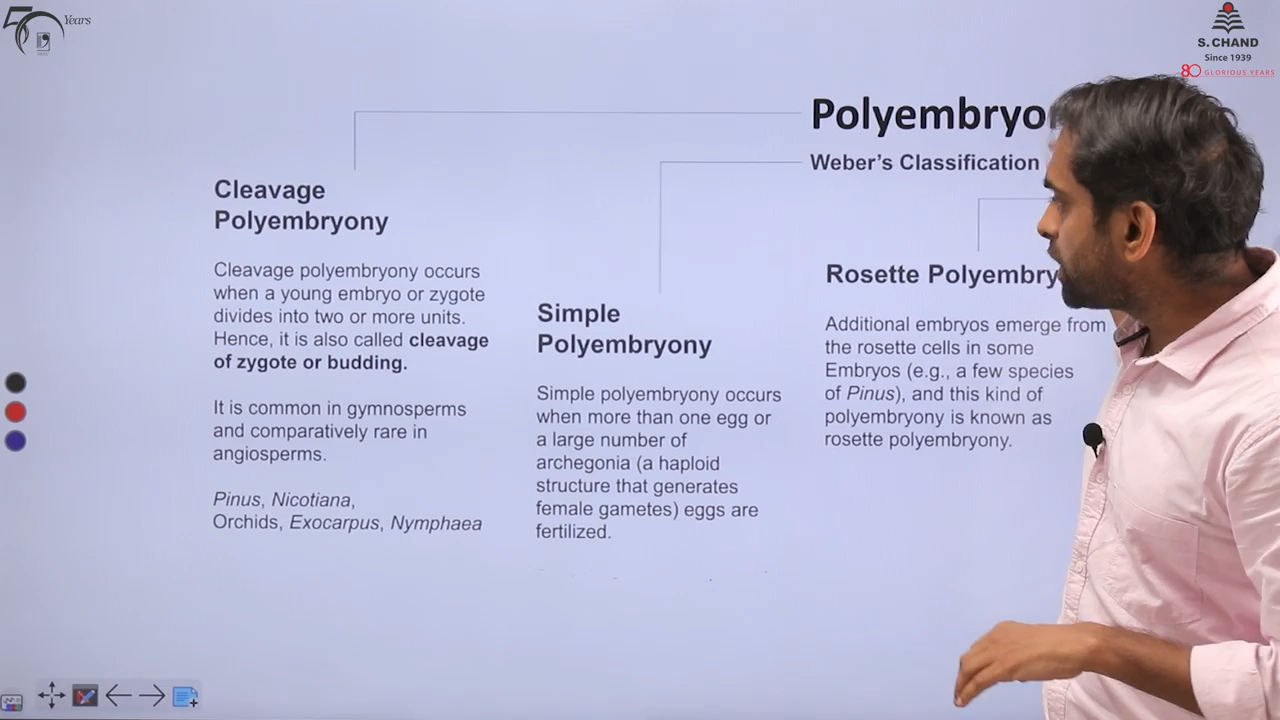 50 Years
S. CHAND
Since 1939
80 GLORIOUS YEARS
Polyembryo
Weber's Classification
Cleavage
Polyembryony
Cleavage polyembryony occurs
when a young embryo or zygote
divides into two or more units.
Hence, it is also called cleavage
of zygote or budding.
It is common in gymnosperms
and comparatively rare in
angiosperms.
Pinus, Nicotiana,
Orchids, Exocarpus, Nymphaea
Simple
Polyembryony
Simple polyembryony occurs
when more than one egg or
a large number of
archegonia (a haploid
structure that generates
female gametes) eggs are
fertilized.
Rosette Polyembry
Additional embryos emerge from
the rosette cells in some
Embryos (e.g., a few species
of Pinus), and this kind of
polyembryony is known as
rosette polyembryony.